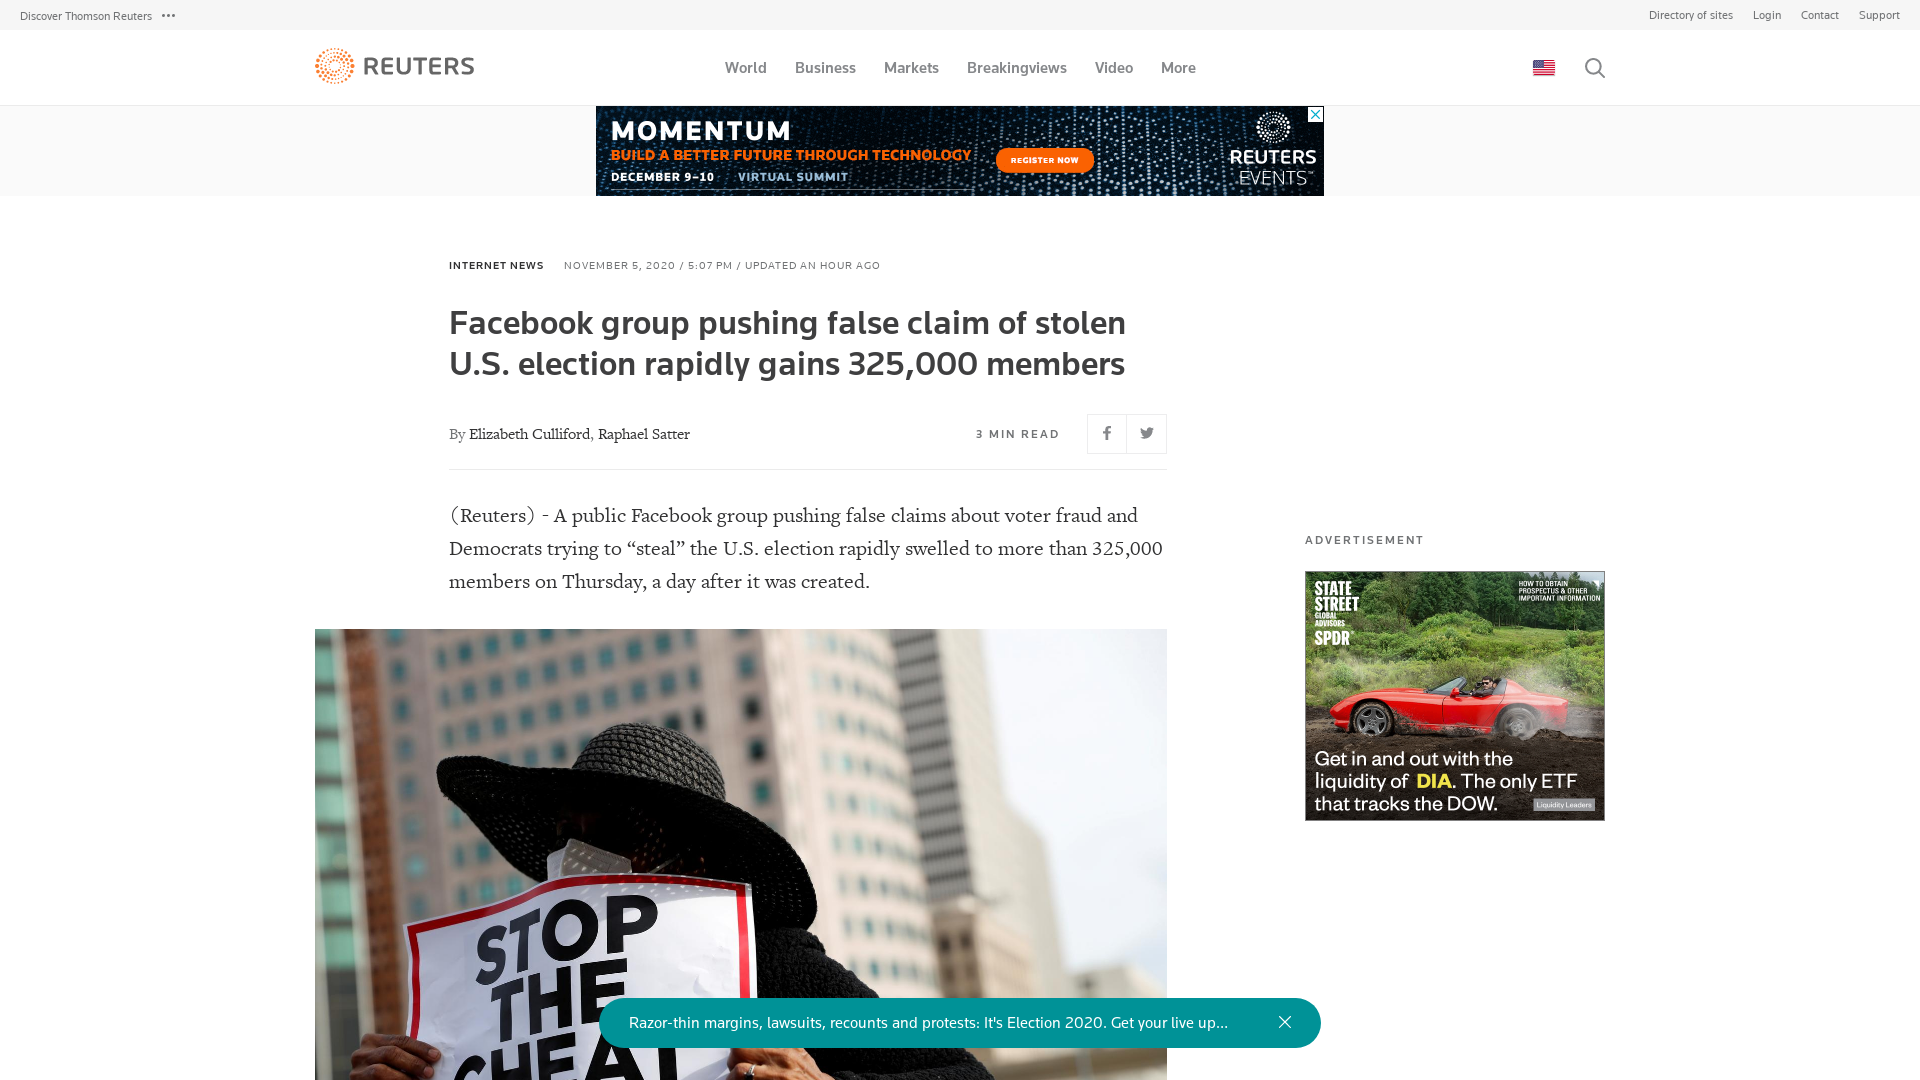 Discover Thomson Reuters
Directory of sites Login Contact Support
REUTERS
World Business Markets Breakingviews Video More
MOMENTUM
BUILD A BETTER FUTURE THROUGH TECHNOLOGY
DECEMBER 9–10 VIRTUAL SUMMIT
REGISTER NOW
REUTERS
EVENTS™
INTERNET NEWS NOVEMBER 5, 2020 / 5:07 PM / UPDATED AN HOUR AGO
Facebook group pushing false claim of stolen
U.S. election rapidly gains 325,000 members
By Elizabeth Culliford, Raphael Satter
3 MIN READ
(Reuters) - A public Facebook group pushing false claims about voter fraud and
Democrats trying to “steal” the U.S. election rapidly swelled to more than 325,000
members on Thursday, a day after it was created.
ADVERTISEMENT
STATE
STREET
GLOBAL
ADVISORS
SPDR
HOW TO OBTAIN
PROSPECTUS & OTHER
IMPORTANT INFORMATION
Get in and out with the
liquidity of DIA. The only ETF
that tracks the DOW.
Liquidity Leaders
STOP
THE
CHEAT
Razor-thin margins, lawsuits, recounts and protests: It's Election 2020. Get your live up...